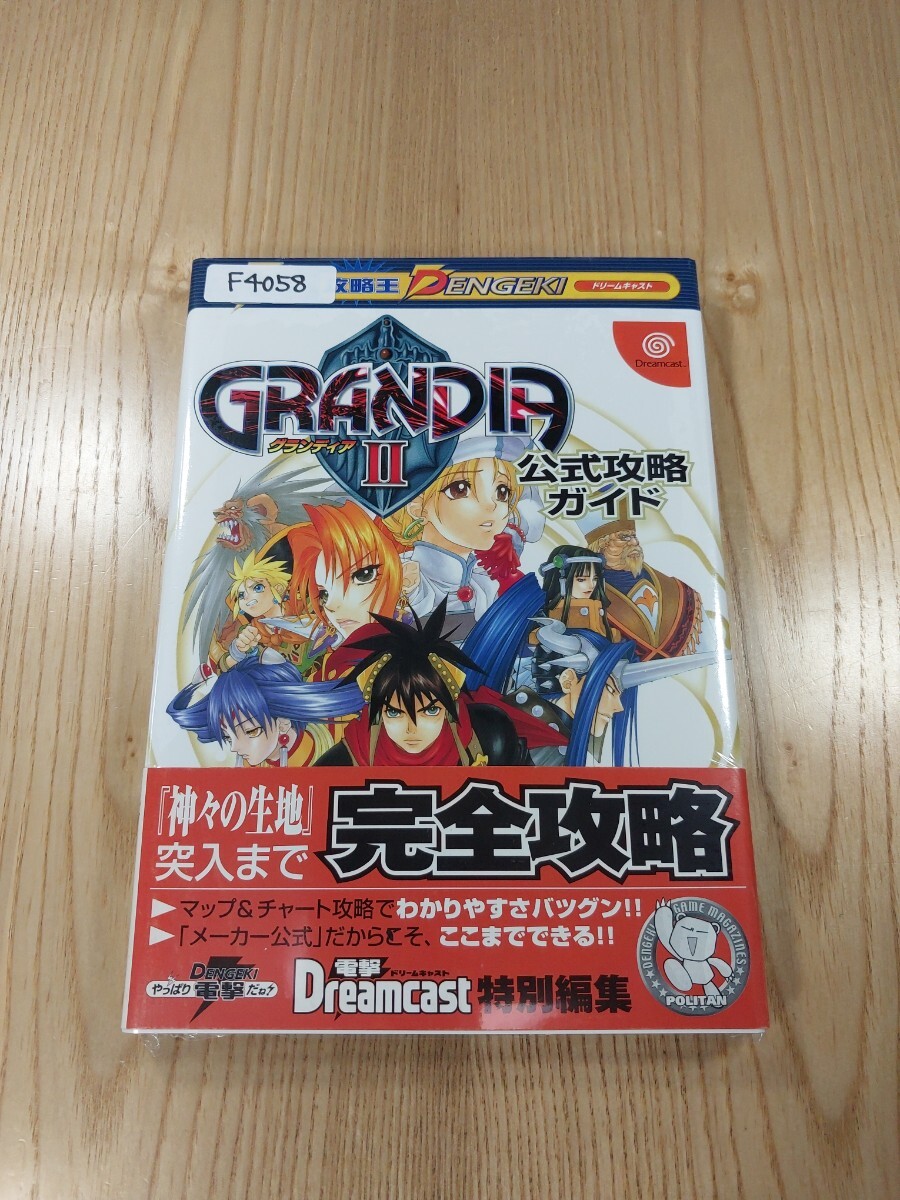 F4058
攻略王 DENGEKI ドリームキャスト
Dreamcast
GRANDIA
グランディア
II
公式攻略
ガイド
『神々の生地』
突入まで
完全攻略
▶マップ&チャート攻略でわかりやすさバツグン!!
▶「メーカー公式」だからこそ、ここまでできる!!
DENGEKI
やっぱり電撃だね!
電撃ドリームキャスト
Dreamcast 特別編集
DENGEKI GAME MAGAZINES
POLITAN